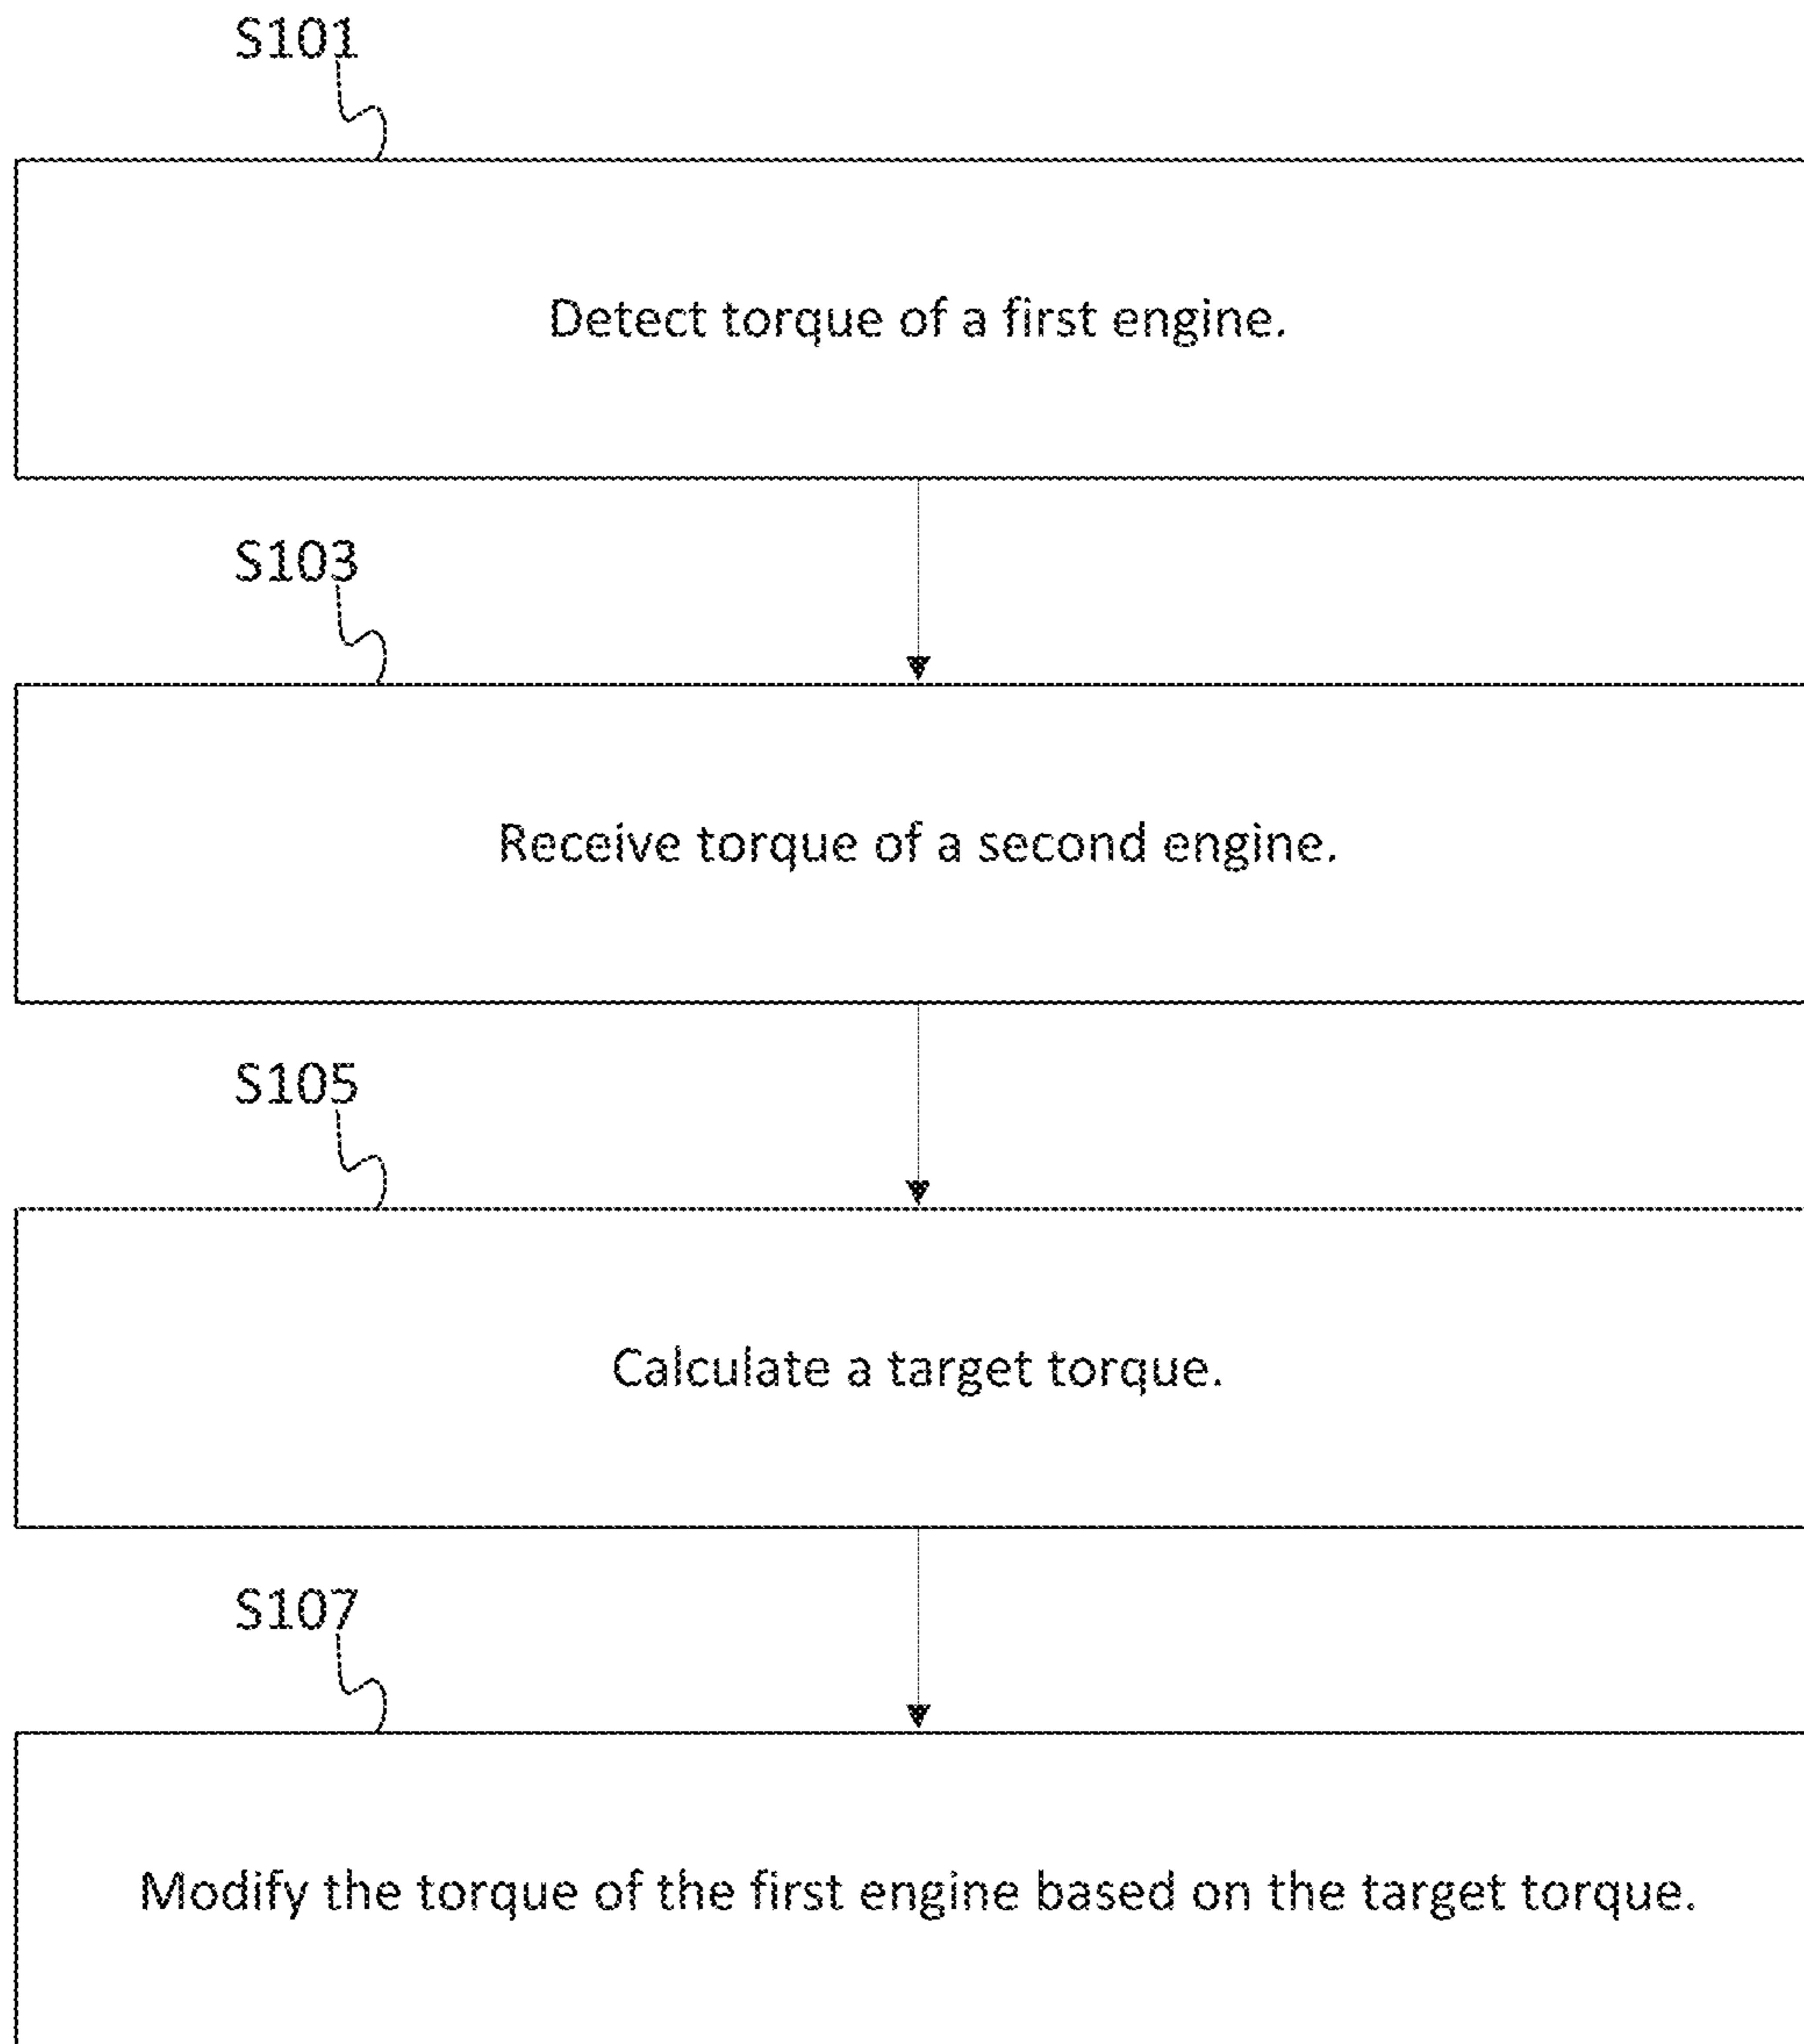 S101
Detect torque of a first engine.
S103
Receive torque of a second engine.
S105
Calculate a target torque.
S107
Modify the torque of the first engine based on the target torque.